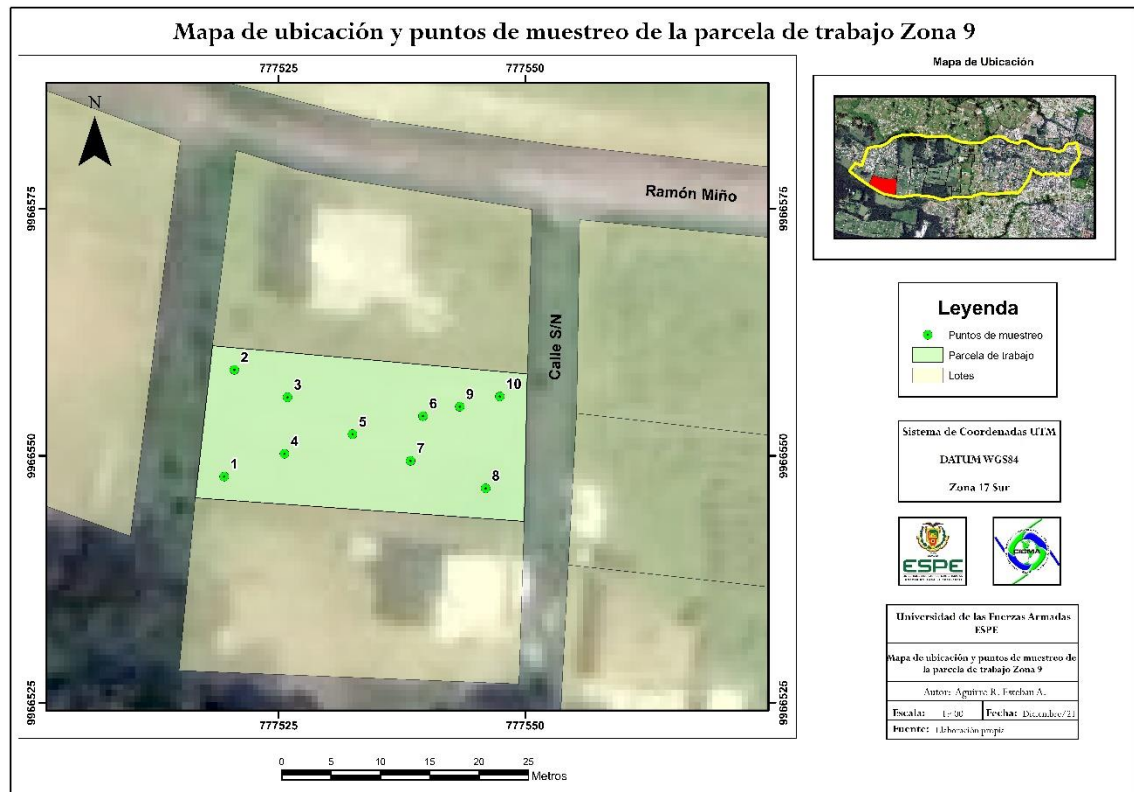 Mapa de ubicación y puntos de muestreo de la parcela de trabajo Zona 9
777525
777550
N
9966575
9966575
Ramón Miño
Calle S/N
2
3
10
9
6
5
4
7
1
8
9966550
9966550
9966525
9966525
777525
777550
0 5 10 15 20 25
Metros
Mapa de Ubicación
Leyenda
Puntos de muestreo
Parcela de trabajo
Lotes
Sistema de Coordenadas UTM
DATUM WGS84
Zona 17 Sur
ESPE
Universidad de las Fuerzas Armadas
ESPE
Mapa de ubicación y puntos de muestreo de
la parcela de trabajo Zona 9
Autor: Aguirre R. Esteban A.
Escala:
Fecha: Diciembre/21
Fuente: Elaboración propia